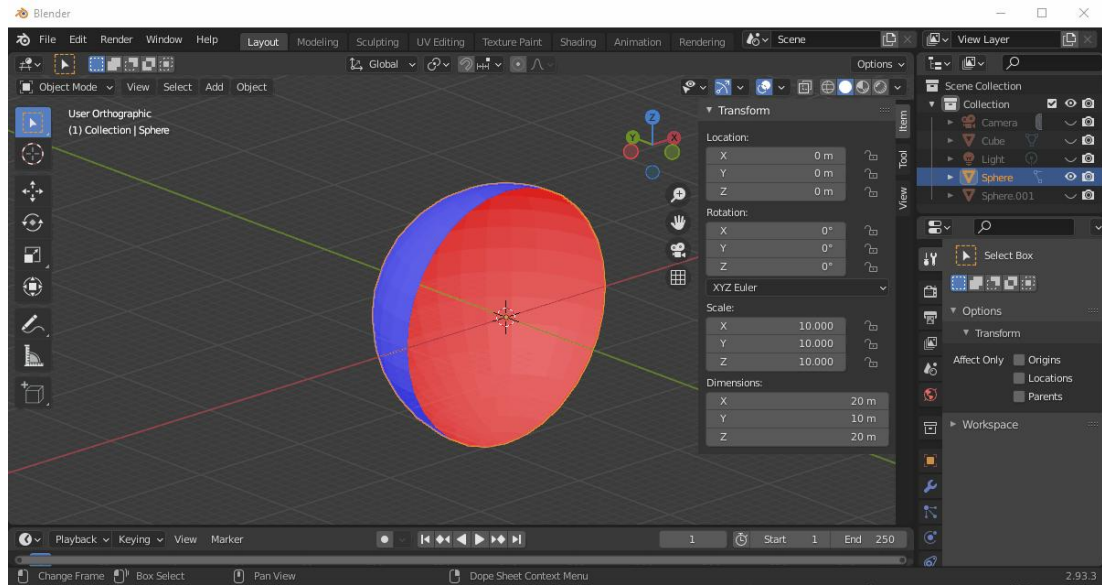 Blender
File Edit Render Window Help Layout Modeling Sculpting UV Editing Texture Paint Shading Animation Rendering Scene View Layer
Global Options
Object Mode View Select Add Object
User Orthographic
(1) Collection | Sphere
Z
Y
X
Transform
Location:
X 0 m
Y 0 m
Z 0 m
Rotation:
X 0°
Y 0°
Z 0°
XYZ Euler
Scale:
X 10.000
Y 10.000
Z 10.000
Dimensions:
X 20 m
Y 10 m
Z 20 m
Item
Tool
View
Scene Collection
Collection
Camera
Cube
Light
Sphere
Sphere.001
Select Box
Options
Transform
Affect Only Origins
Locations
Parents
Workspace
Playback Keying View Marker 1 Start 1 End 250
Change Frame Box Select Pan View Dope Sheet Context Menu 2.93.3